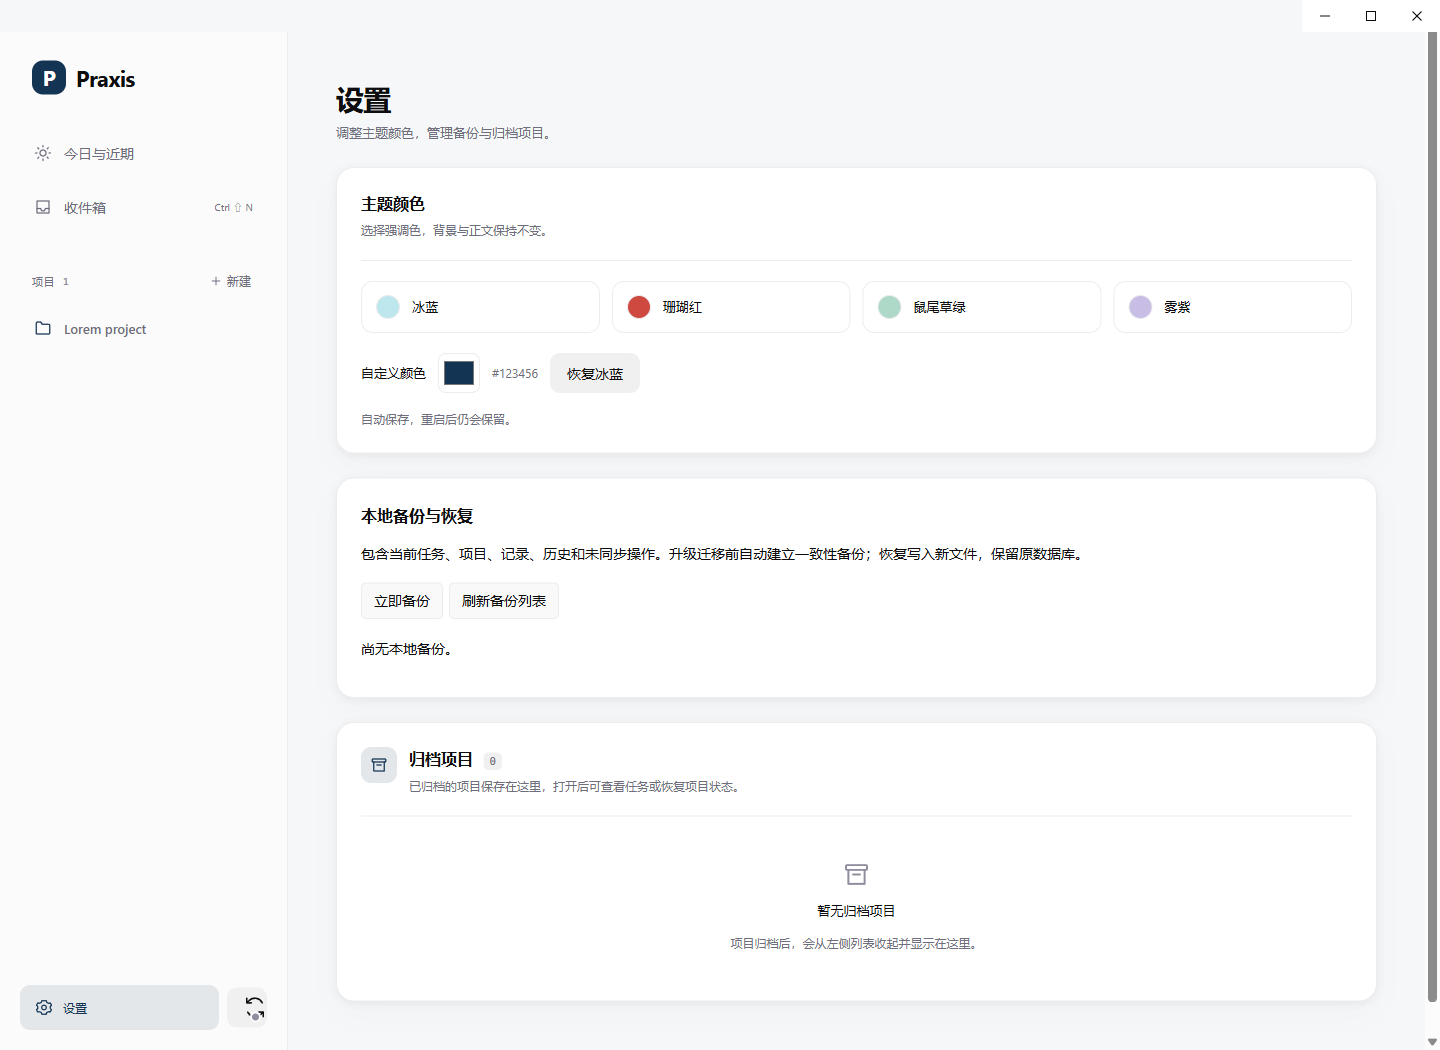 P Praxis
今日与近期
收件箱 Ctrl ⇧ N
项目 1 + 新建
Lorem project
设置
设置
调整主题颜色，管理备份与归档项目。
主题颜色
选择强调色，背景与正文保持不变。
冰蓝 珊瑚红 鼠尾草绿 雾紫
自定义颜色 #123456 恢复冰蓝
自动保存，重启后仍会保留。
本地备份与恢复
包含当前任务、项目、记录、历史和未同步操作。升级迁移前自动建立一致性备份；恢复写入新文件，保留原数据库。
立即备份 刷新备份列表
尚无本地备份。
归档项目 0
已归档的项目保存在这里，打开后可查看任务或恢复项目状态。
暂无归档项目
项目归档后，会从左侧列表收起并显示在这里。